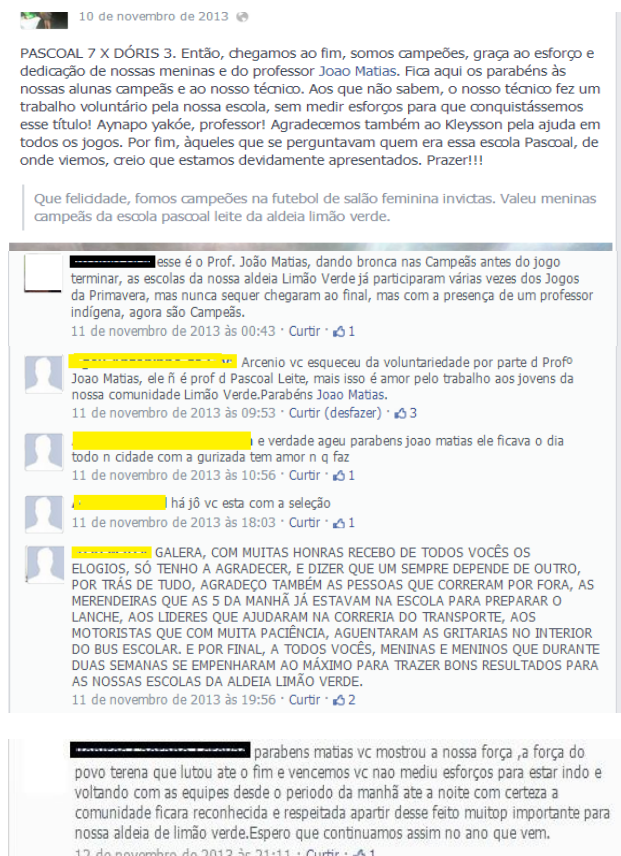 10 de novembro de 2013
PASCOAL 7 X DÓRIS 3. Então, chegamos ao fim, somos campeões, graça ao esforço e
dedicação de nossas meninas e do professor Joao Matias. Fica aqui os parabéns às
nossas alunas campeãs e ao nosso técnico. Aos que não sabem, o nosso técnico fez um
trabalho voluntário pela nossa escola, sem medir esforços para que conquistássemos
esse título! Aynapo yakóe, professor! Agradecemos também ao Kleysson pela ajuda em
todos os jogos. Por fim, àqueles que se perguntavam quem era essa escola Pascoal, de
onde viemos, creio que estamos devidamente apresentados. Prazer!!!
Que felicidade, fomos campeões na futebol de salão feminina invictas. Valeu meninas
campeãs da escola pascoal leite da aldeia limão verde.
esse é o Prof. João Matias, dando bronca nas Campeãs antes do jogo
terminar, as escolas da nossa aldeia Limão Verde já participaram várias vezes dos Jogos
da Primavera, mas nunca sequer chegaram ao final, mas com a presença de um professor
indígena, agora são Campeãs.
11 de novembro de 2013 às 00:43 · Curtir · 1
Arcenio vc esqueceu da voluntariedade por parte d Profº
Joao Matias, ele ñ é prof d Pascoal Leite, mais isso é amor pelo trabalho aos jovens da
nossa comunidade Limão Verde.Parabéns Joao Matias.
11 de novembro de 2013 às 09:53 · Curtir (desfazer) · 3
e verdade ageu parabens joao matias ele ficava o dia
todo n cidade com a gurizada tem amor n q faz
11 de novembro de 2013 às 10:56 · Curtir · 1
há jô vc esta com a seleção
11 de novembro de 2013 às 18:03 · Curtir · 1
GALERA, COM MUITAS HONRAS RECEBO DE TODOS VOCÊS OS
ELOGIOS, SÓ TENHO A AGRADECER, E DIZER QUE UM SEMPRE DEPENDE DE OUTRO,
POR TRÁS DE TUDO, AGRADEÇO TAMBÉM AS PESSOAS QUE CORRERAM POR FORA, AS
MERENDEIRAS QUE AS 5 DA MANHÃ JÁ ESTAVAM NA ESCOLA PARA PREPARAR O
LANCHE, AOS LIDERES QUE AJUDARAM NA CORRERIA DO TRANSPORTE, AOS
MOTORISTAS QUE COM MUITA PACIÊNCIA, AGUENTARAM AS GRITARIAS NO INTERIOR
DO BUS ESCOLAR. E POR FINAL, A TODOS VOCÊS, MENINAS E MENINOS QUE DURANTE
DUAS SEMANAS SE EMPENHARAM AO MÁXIMO PARA TRAZER BONS RESULTADOS PARA
AS NOSSAS ESCOLAS DA ALDEIA LIMÃO VERDE.
11 de novembro de 2013 às 19:56 · Curtir · 2
parabens matias vc mostrou a nossa força ,a força do
povo terena que lutou ate o fim e vencemos vc nao mediu esforços para estar indo e
voltando com as equipes desde o periodo da manhã ate a noite com certeza a
comunidade ficara reconhecida e respeitada apartir desse feito muitop importante para
nossa aldeia de limão verde.Espero que continuamos assim no ano que vem.
12 de novembro de 2013 às 21:11 · Curtir · 1